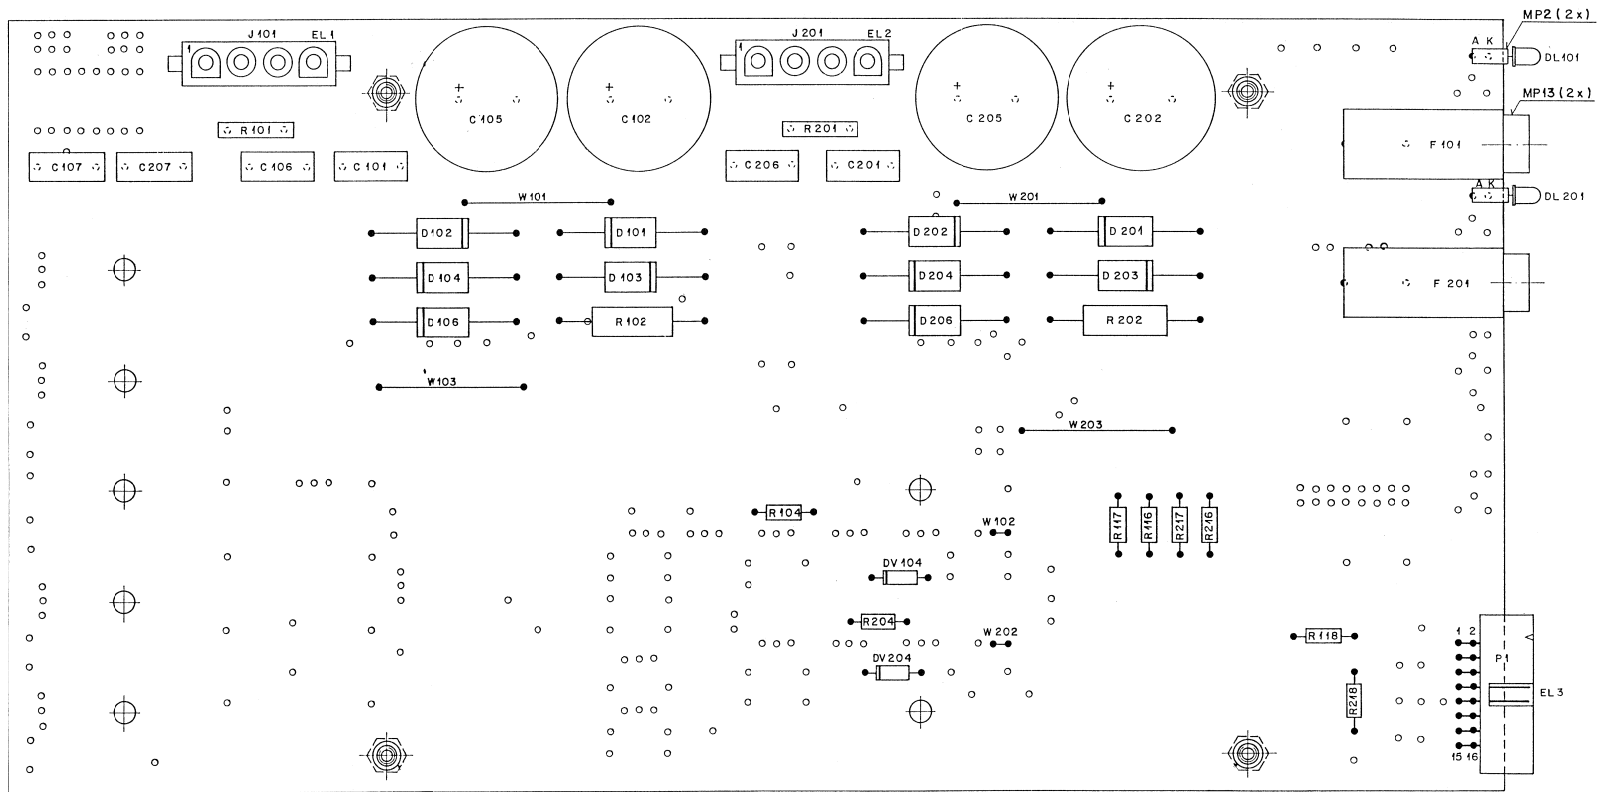 MP2 (2x)
J101 EL1
J201 EL2
1
1
A K
DL101
+
+
+
+
MP13 (2x)
C105
C102
C205
C202
R101
R201
F101
C107
C207
C106
C101
C206
C201
A K
DL201
W101
W201
D102
D101
D202
D201
D104
D103
D204
D203
F 201
D106
R102
D206
R202
W103
W203
R104
W102
R117
R116
R217
R216
DV104
R204
W202
R118
1 2
P1
DV204
R218
EL3
15 16